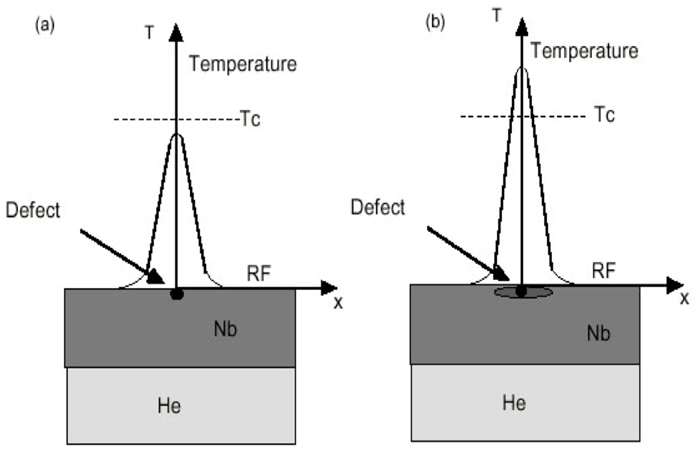 (a)
T
Temperature
Tc
Defect
RF
x
Nb
He
(b)
T
Temperature
Tc
Defect
RF
x
Nb
He